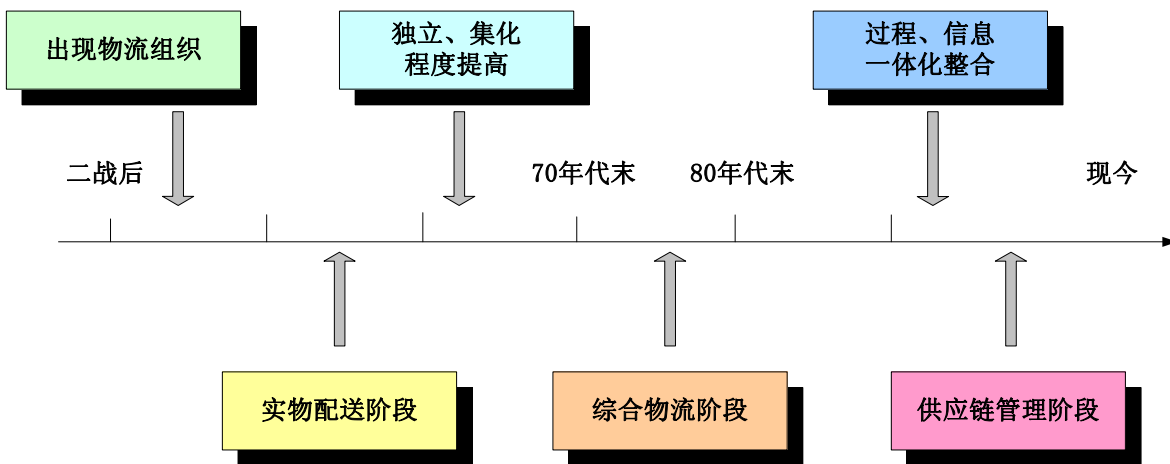 出现物流组织
独立、集化
程度提高
过程、信息
一体化整合
二战后
70年代末
80年代末
现今
实物配送阶段
综合物流阶段
供应链管理阶段